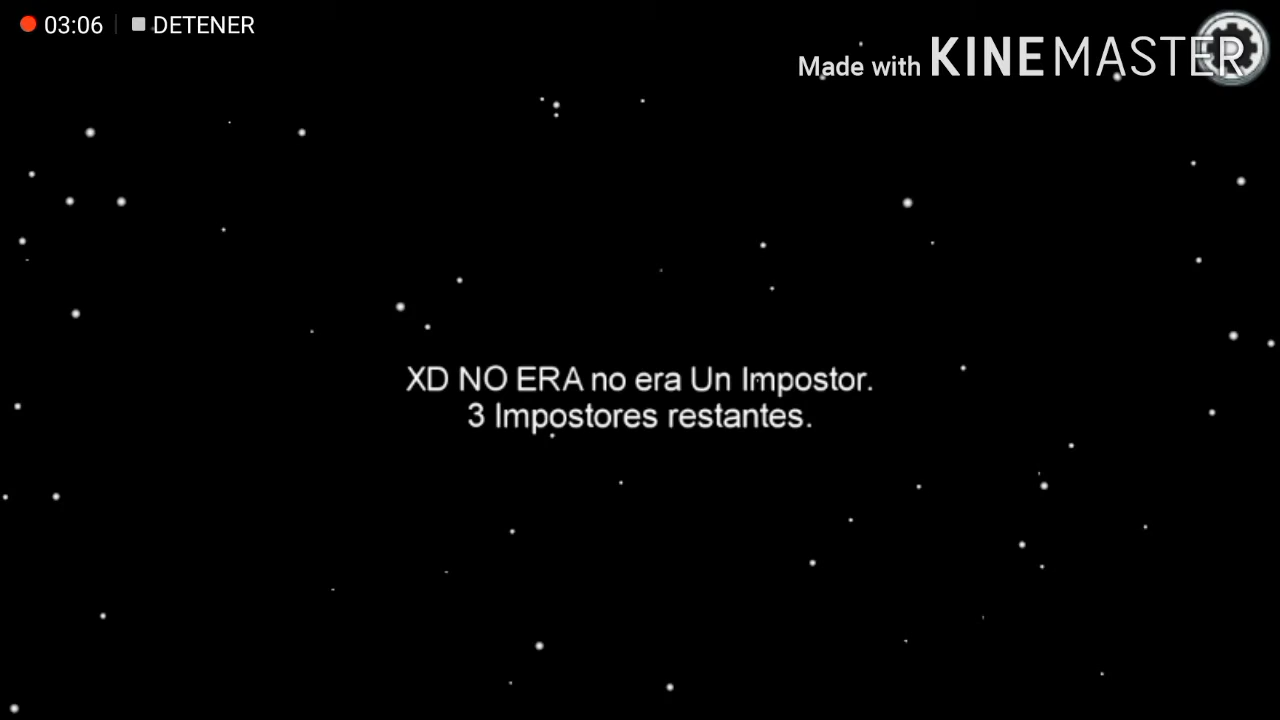 03:06 DETENER
Made with KINEMASTER
XD NO ERA no era Un Impostor.
3 Impostores restantes.